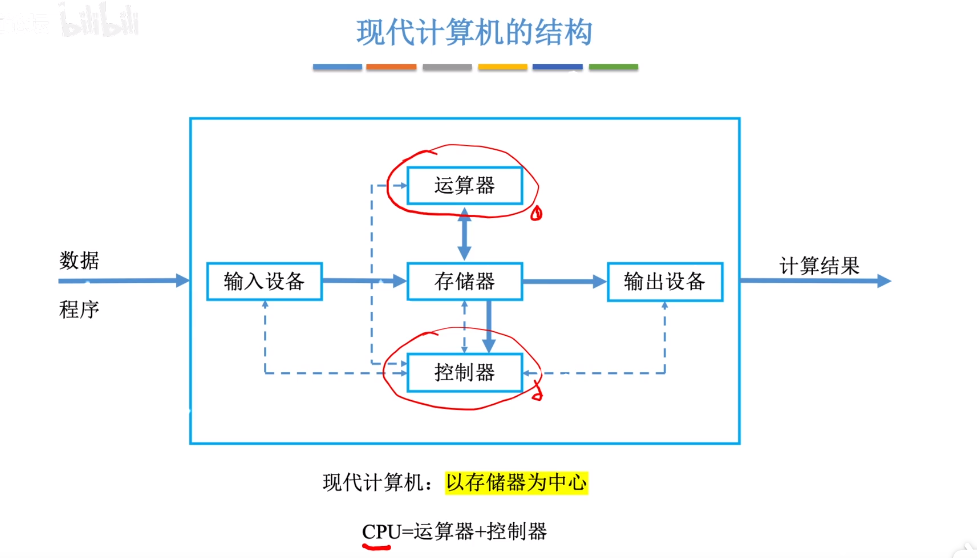 bilibili
现代计算机的结构
运算器
数据
程序
输入设备
存储器
输出设备
计算结果
控制器
现代计算机：以存储器为中心
CPU=运算器+控制器